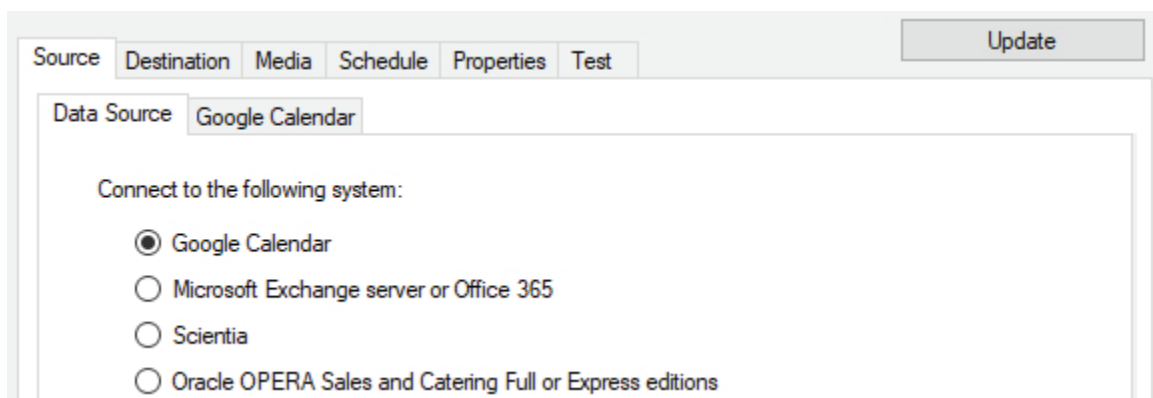 Update
Source Destination Media Schedule Properties Test
Data Source Google Calendar
Connect to the following system:
Google Calendar
Microsoft Exchange server or Office 365
Scientia
Oracle OPERA Sales and Catering Full or Express editions